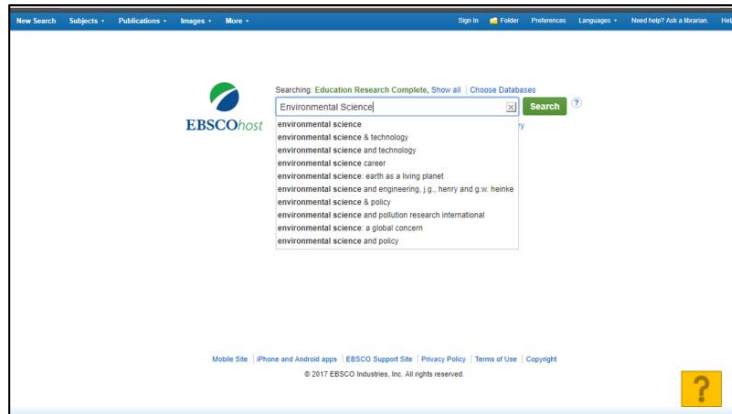 New Search Subjects Publications Images More Sign In Folder Preferences Languages Need help? Ask a librarian. Help
Searching: Education Research Complete, Show all | Choose Databases
Environmental Science Search ?
EBSCOhost
environmental science
environmental science & technology
environmental science and technology
environmental science career
environmental science: earth as a living planet
environmental science and engineering, j.g., henry and g.w. heinke
environmental science & policy
environmental science and pollution research international
environmental science: a global concern
environmental science and policy
Mobile Site | iPhone and Android apps | EBSCO Support Site | Privacy Policy | Terms of Use | Copyright
© 2017 EBSCO Industries, Inc. All rights reserved.
?